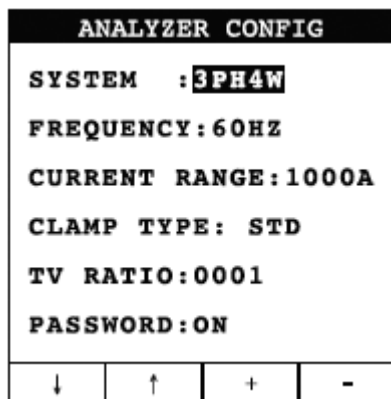 ANALYZER CONFIG
SYSTEM :3PH4W
FREQUENCY:60HZ
CURRENT RANGE:1000A
CLAMP TYPE: STD
TV RATIO:0001
PASSWORD:ON
↓ ↑ + -